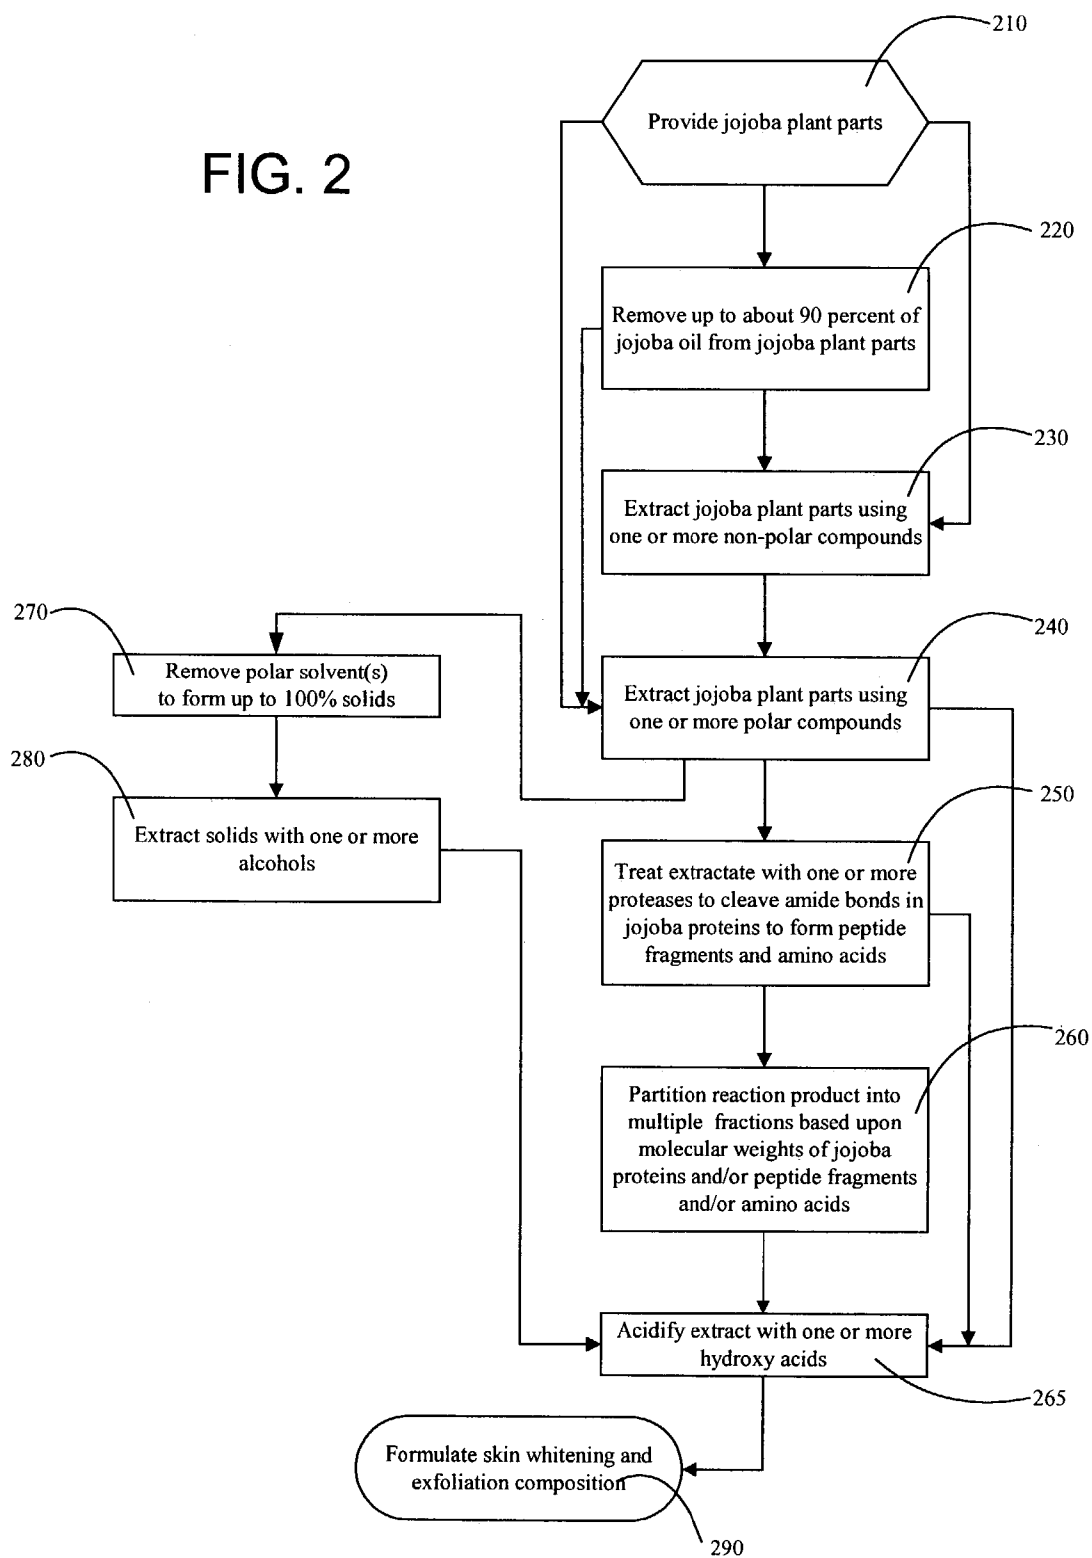 210
Provide jojoba plant parts
FIG. 2
220
Remove up to about 90 percent of
jojoba oil from jojoba plant parts
230
Extract jojoba plant parts using
one or more non-polar compounds
270
240
Remove polar solvent(s)
to form up to 100% solids
Extract jojoba plant parts using
one or more polar compounds
280
250
Extract solids with one or more
alcohols
Treat extractate with one or more
proteases to cleave amide bonds in
jojoba proteins to form peptide
fragments and amino acids
260
Partition reaction product into
multiple fractions based upon
molecular weights of jojoba
proteins and/or peptide fragments
and/or amino acids
Acidify extract with one or more
hydroxy acids
265
Formulate skin whitening and
exfoliation composition
290